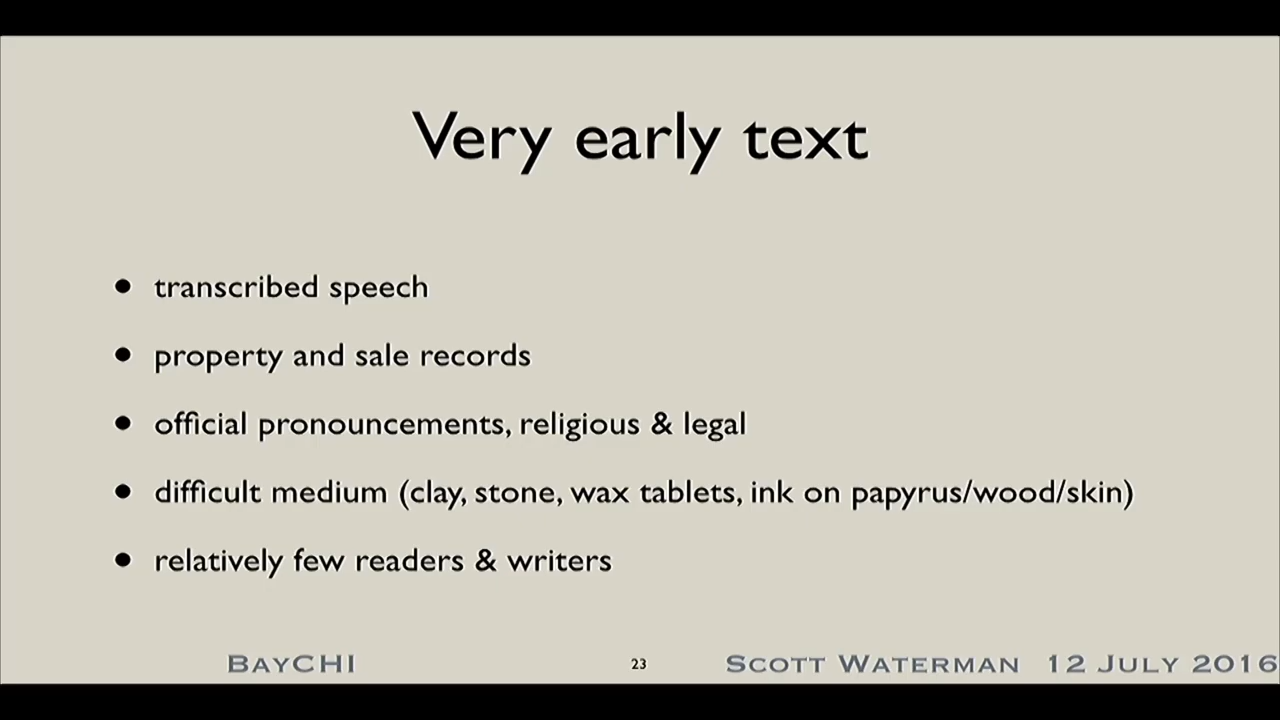 Very early text
• transcribed speech
• property and sale records
• official pronouncements, religious & legal
• difficult medium (clay, stone, wax tablets, ink on papyrus/wood/skin)
• relatively few readers & writers
BayCHI 23 Scott Waterman 12 July 2016